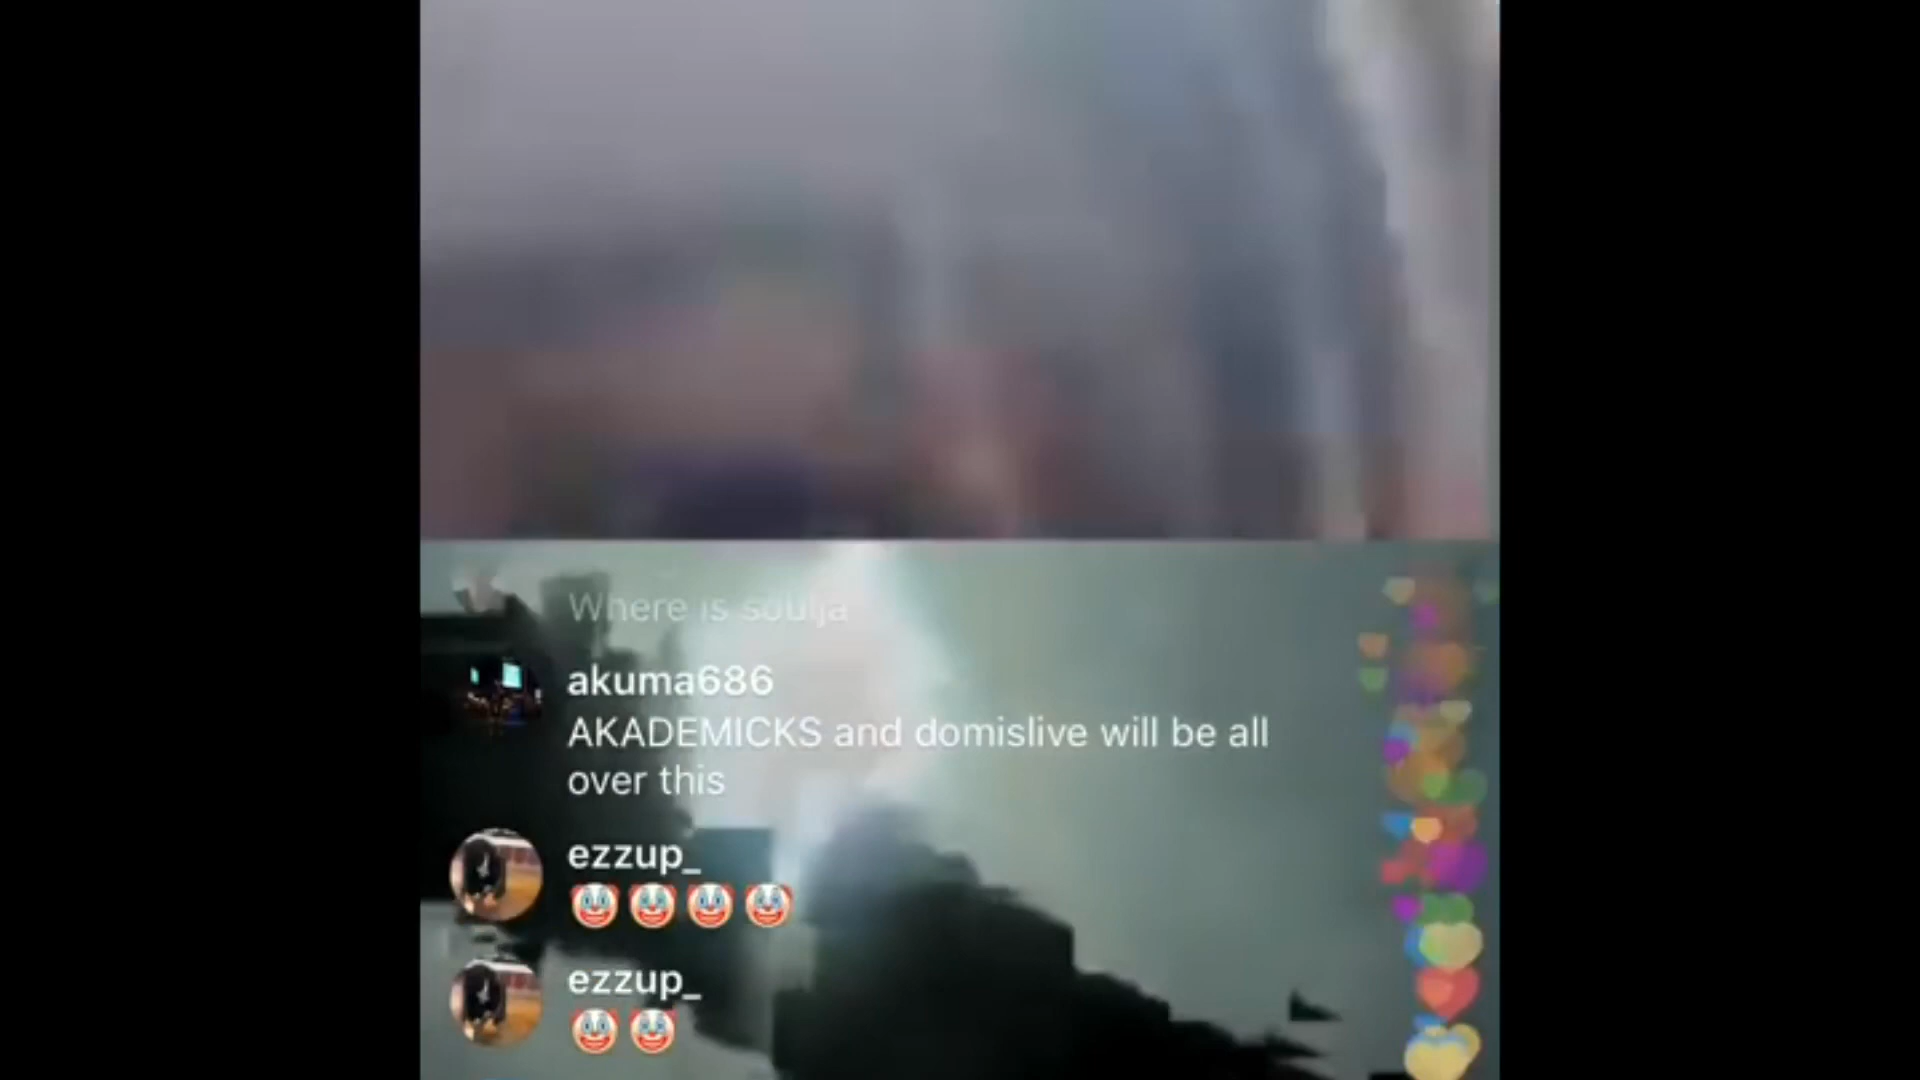 Where is soulja
akuma686
AKADEMICKS and domislive will be all
over this
ezzup_
🤡🤡🤡🤡
ezzup_
🤡🤡